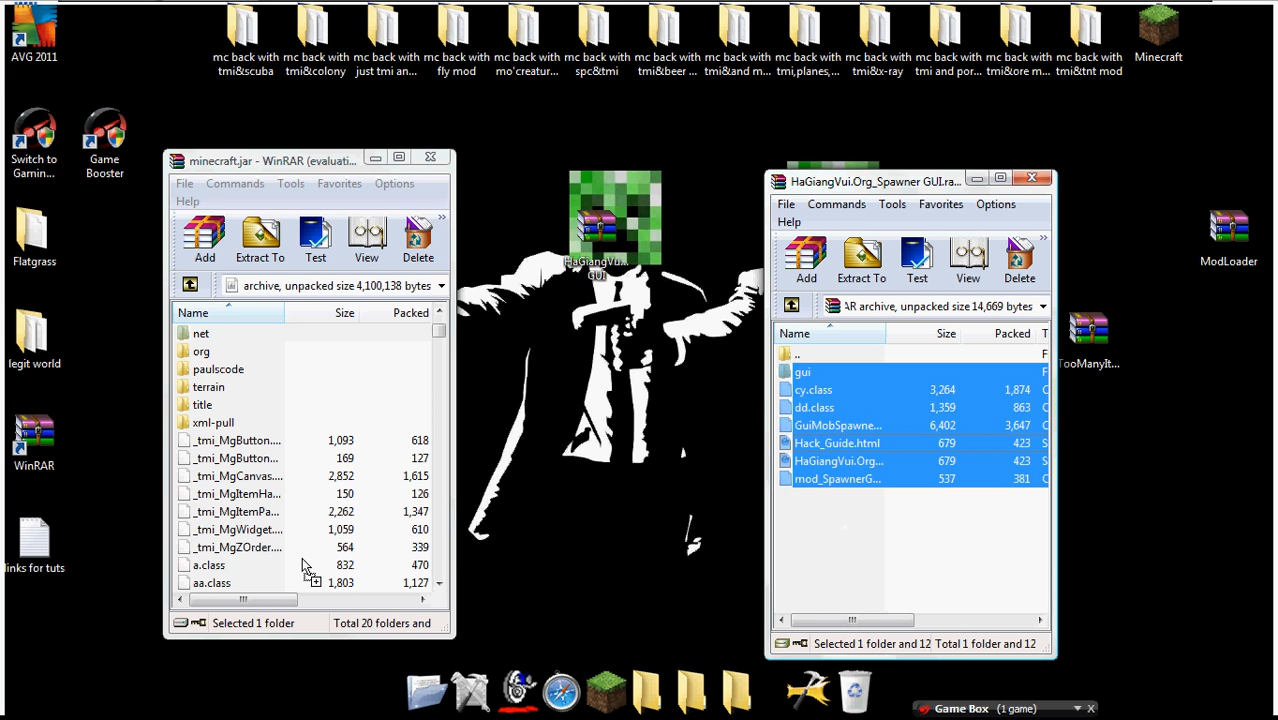 AVG 2011
mc back with
tmi&scuba
mc back with
tmi&colony
mc back with
just tmi an...
mc back with
fly mod
mc back with
mo'creatur...
mc back with
spc&tmi
mc back with
tmi&beer ...
mc back with
tmi&and m...
mc back with
tmi,planes,...
mc back with
tmi&x-ray
mc back with
tmi and por...
mc back with
tmi&ore m...
mc back with
tmi&tnt mod
Minecraft
Switch to
Gamin...
Game
Booster
Flatgrass
legit world
WinRAR
links for tuts
minecraft.jar - WinRAR (evaluati...
File Commands Tools Favorites Options
Help
Add Extract To Test View Delete
archive, unpacked size 4,100,138 bytes
Name Size Packed
net
org
paulscode
terrain
title
xml-pull
_tmi_MgButton.... 1,093 618
_tmi_MgButton... 169 127
_tmi_MgCanvas.... 2,852 1,615
_tmi_MgItemHa... 150 126
_tmi_MgItemPa... 2,262 1,347
_tmi_MgWidget.... 1,059 610
_tmi_MgZOrder.... 564 339
a.class 832 470
aa.class 1,803 1,127
Selected 1 folder Total 20 folders and
HaGiangVu...
GUI
HaGiangVui.Org_Spawner GUI.ra...
File Commands Tools Favorites Options
Help
Add Extract To Test View Delete
AR archive, unpacked size 14,669 bytes
Name Size Packed T
.. F
gui F
cy.class 3,264 1,874 C
dd.class 1,359 863 C
GuiMobSpawne... 6,402 3,647 C
Hack_Guide.html 679 423 S
HaGiangVui.Org... 679 423 S
mod_SpawnerG... 537 381 C
Selected 1 folder and 12 Total 1 folder and 12
ModLoader
TooManyIt...
Game Box (1 game)